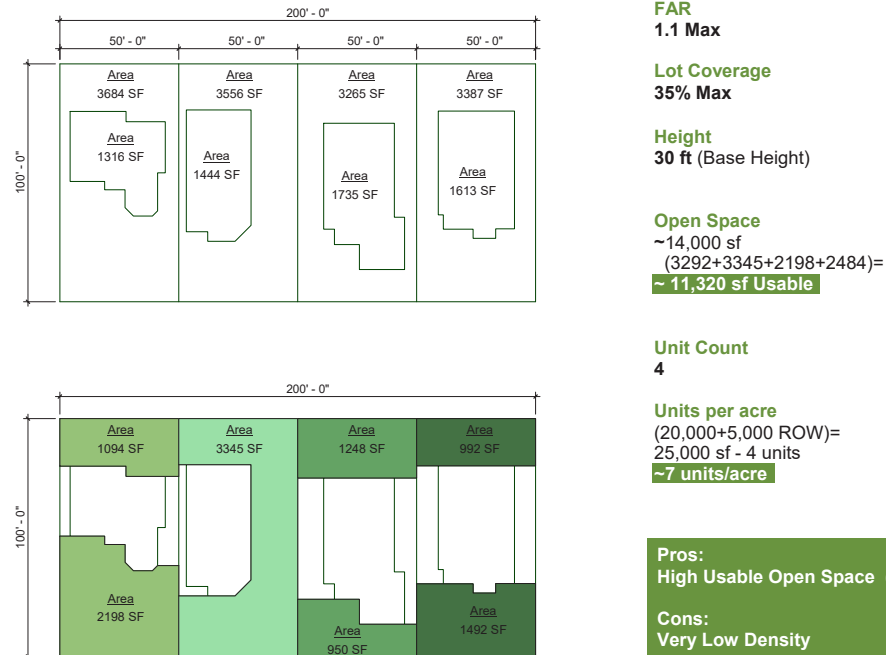 200' - 0"
50' - 0" 50' - 0" 50' - 0" 50' - 0"
Area Area Area Area
3684 SF 3556 SF 3265 SF 3387 SF
Area
1316 SF
Area
1444 SF
Area
1735 SF
Area
1613 SF
100' - 0"
200' - 0"
Area Area Area Area
1094 SF 3345 SF 1248 SF 992 SF
100' - 0"
Area
2198 SF
Area
950 SF
Area
1492 SF
FAR
1.1 Max
Lot Coverage
35% Max
Height
30 ft (Base Height)
Open Space
~14,000 sf
(3292+3345+2198+2484)=
~ 11,320 sf Usable
Unit Count
4
Units per acre
(20,000+5,000 ROW)=
25,000 sf - 4 units
~7 units/acre
Pros:
High Usable Open Space
Cons:
Very Low Density